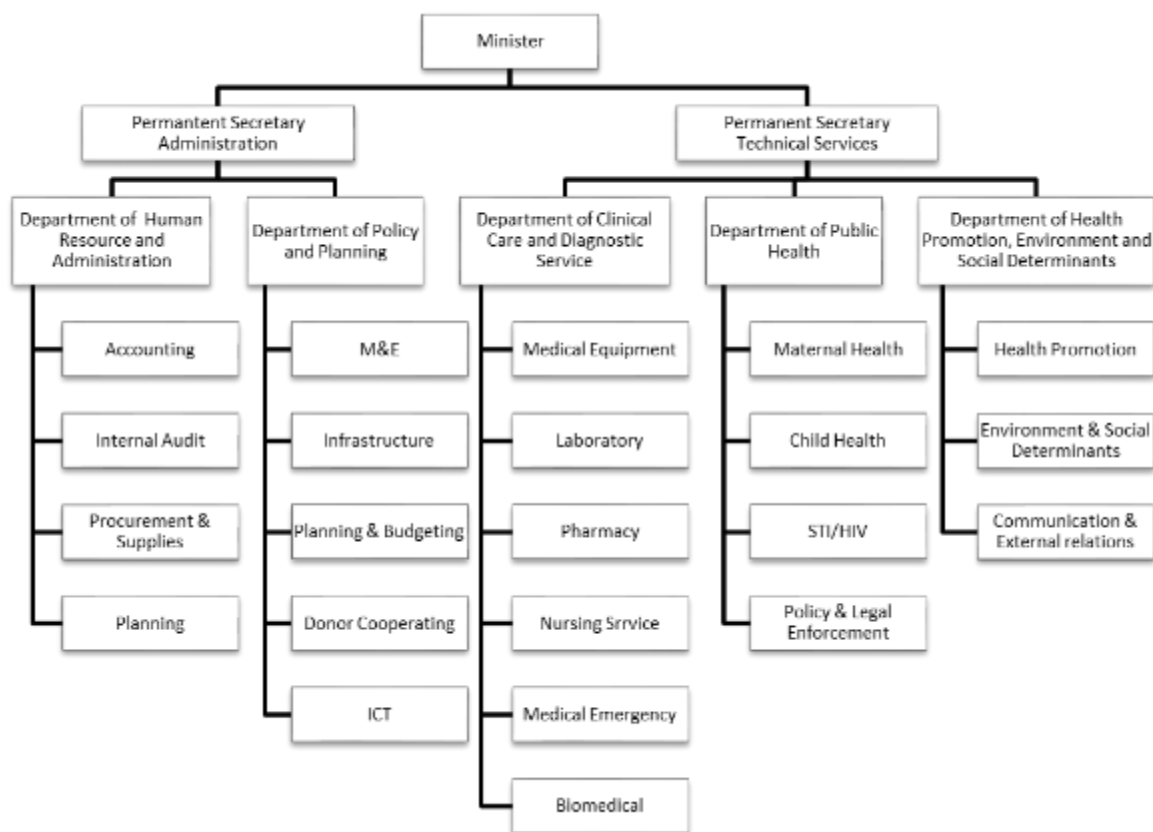 Minister
Permantent Secretary
Administration
Permanent Secretary
Technical Services
Department of Human
Resource and
Administration
Department of Policy
and Planning
Department of Clinical
Care and Diagnostic
Service
Department of Public
Health
Department of Health
Promotion, Environment and
Social Determinants
Accounting
Internal Audit
Procurement &
Supplies
Planning
M&E
Infrastructure
Planning & Budgeting
Donor Cooperating
ICT
Medical Equipment
Laboratory
Pharmacy
Nursing Srrvice
Medical Emergency
Biomedical
Maternal Health
Child Health
STI/HIV
Policy & Legal
Enforcement
Health Promotion
Environment & Social
Determinants
Communication &
External relations